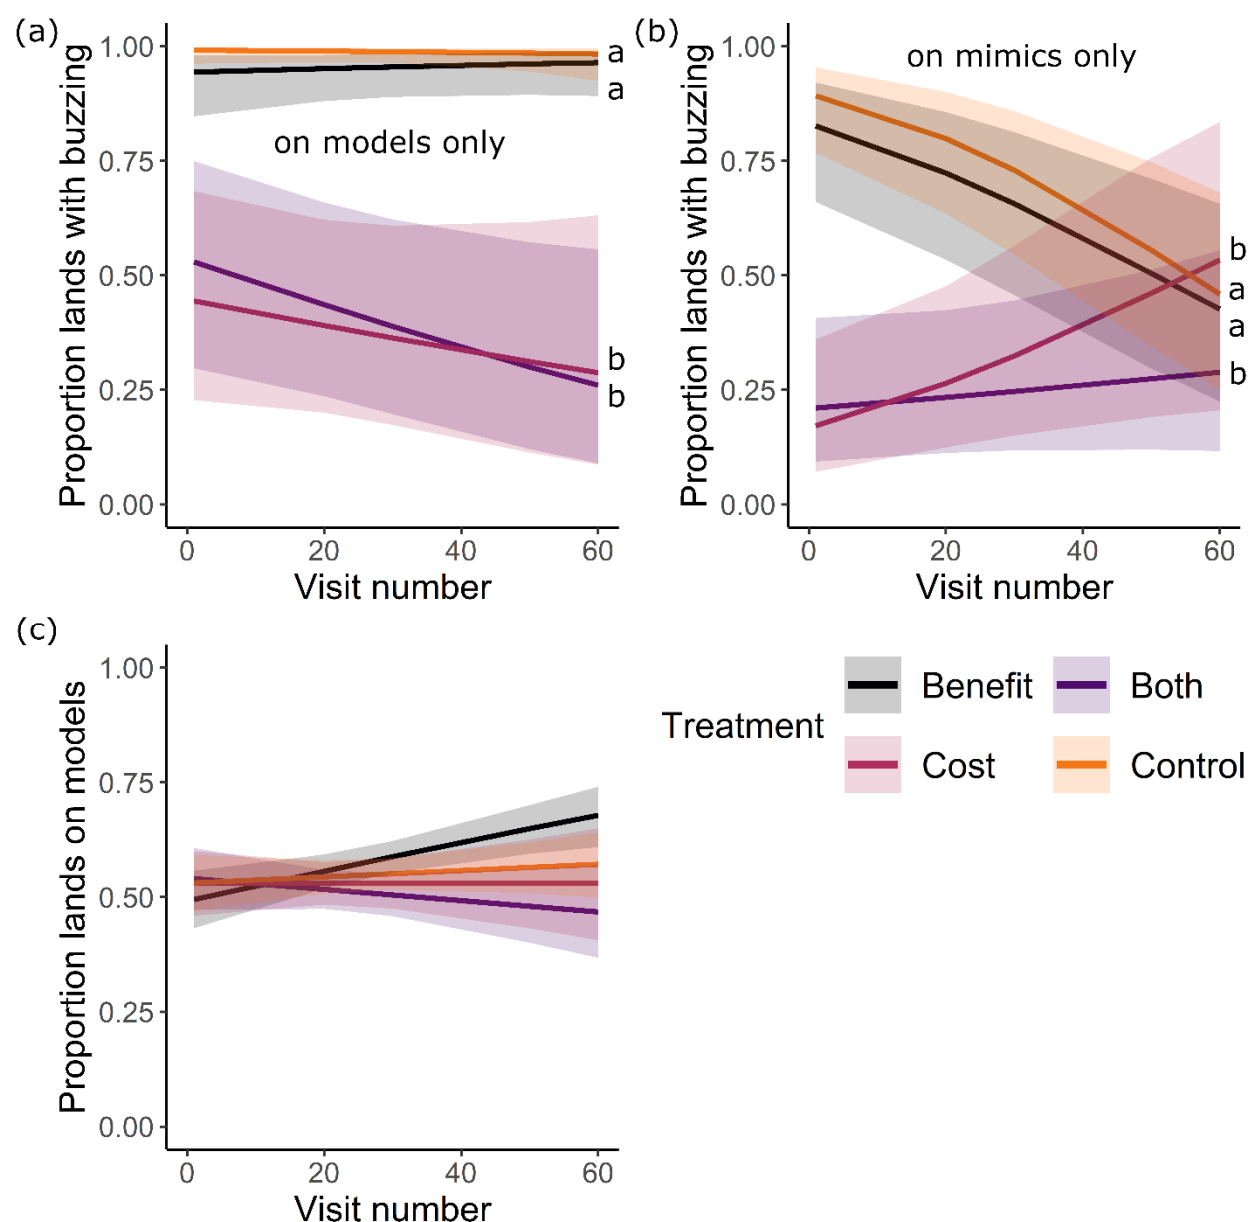 (a)
Proportion lands with buzzing
1.00
0.75
0.50
0.25
0.00
on models only
a
a
b
b
0
20
40
60
Visit number
(b)
Proportion lands with buzzing
1.00
0.75
0.50
0.25
0.00
on mimics only
b
a
a
b
0
20
40
60
Visit number
(c)
Proportion lands on models
1.00
0.75
0.50
0.25
0.00
0
20
40
60
Visit number
Treatment
Benefit
Both
Cost
Control